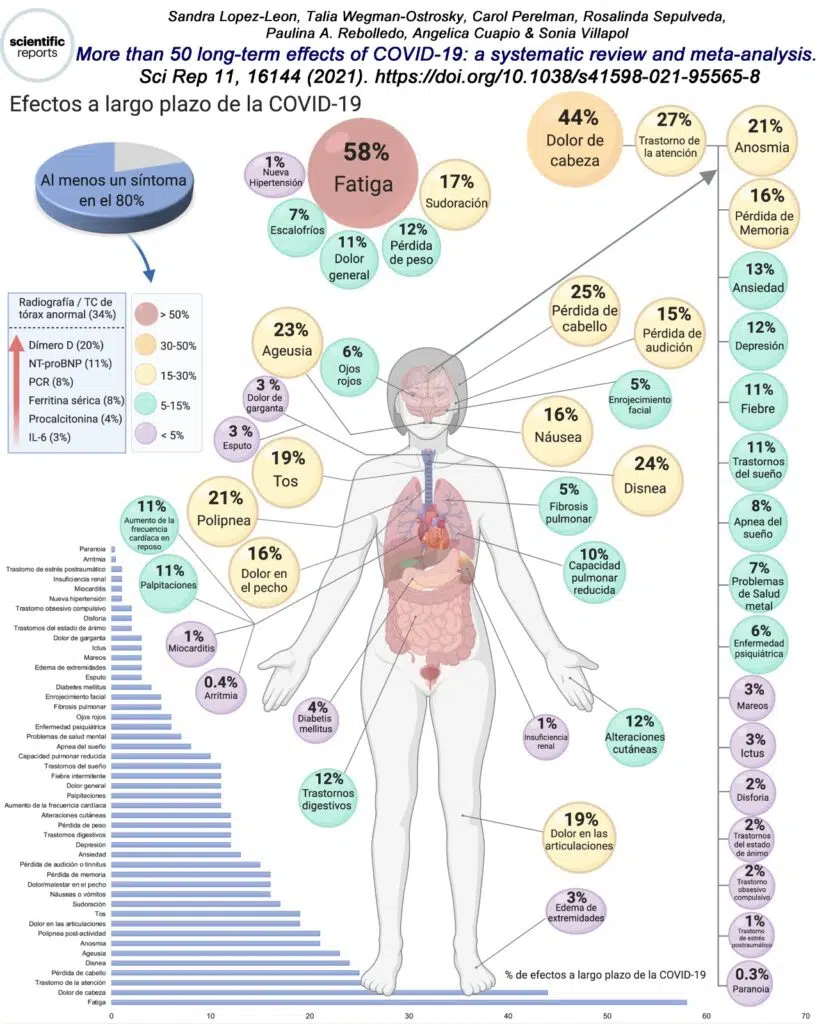 Sandra Lopez-Leon, Talia Wegman-Ostrosky, Carol Perelman, Rosalinda Sepulveda,
Paulina A. Rebolledo, Angelica Cuapio & Sonia Villapol
scientific
reports
More than 50 long-term effects of COVID-19: a systematic review and meta-analysis.
Sci Rep 11, 16144 (2021). https://doi.org/10.1038/s41598-021-95565-8
Efectos a largo plazo de la COVID-19
Al menos un síntoma
en el 80%
Radiografía / TC de
tórax anormal (34%)
Dímero D (20%)
NT-proBNP (11%)
PCR (8%)
Ferritina sérica (8%)
Procalcitonina (4%)
IL-6 (3%)
> 50%
30-50%
15-30%
5-15%
< 5%
1%
Nueva
Hipertensión
58%
Fatiga
17%
Sudoración
7%
Escalofríos
11%
Dolor
general
12%
Pérdida
de peso
44%
Dolor de
cabeza
27%
Trastorno de
la atención
21%
Anosmia
16%
Pérdida de
Memoria
13%
Ansiedad
12%
Depresión
11%
Fiebre
11%
Trastornos
del sueño
8%
Apnea del
sueño
7%
Problemas
de Salud
metal
6%
Enfermedad
psiquiátrica
3%
Mareos
3%
Ictus
2%
Disforia
2%
Trastornos
del estado
de ánimo
2%
Trastorno
obsesivo
compulsivo
1%
Trastorno
de estrés
postraumático
0.3%
Paranoia
23%
Ageusia
6%
Ojos
rojos
3 %
Dolor de
garganta
3 %
Esputo
19%
Tos
21%
Polipnea
16%
Dolor en
el pecho
11%
Aumento de la
frecuencia
cardíaca en
reposo
11%
Palpitaciones
1%
Miocarditis
0.4%
Arritmia
4%
Diabetis
mellitus
12%
Trastornos
digestivos
25%
Pérdida de
cabello
15%
Pérdida de
audición
5%
Enrojecimiento
facial
16%
Náusea
24%
Disnea
5%
Fibrosis
pulmonar
10%
Capacidad
pulmonar
reducida
1%
Insuficiencia
renal
12%
Alteraciones
cutáneas
19%
Dolor en las
articulaciones
3%
Edema de
extremidades
Paranoia
Arritmia
Trastorno de estrés postraumático
Insuficiencia renal
Miocarditis
Nueva hipertensión
Trastorno obsesivo compulsivo
Disforia
Trastornos del estado de ánimo
Dolor de garganta
Ictus
Mareos
Edema de extremidades
Esputo
Diabetes mellitus
Enrojecimiento facial
Fibrosis pulmonar
Ojos rojos
Enfermedad psiquiátrica
Problemas de salud mental
Apnea del sueño
Capacidad pulmonar reducida
Trastornos del sueño
Fiebre intermitente
Dolor general
Palpitaciones
Aumento de la frecuencia cardíaca
Alteraciones cutáneas
Pérdida de peso
Trastornos digestivos
Depresión
Ansiedad
Pérdida de audición o tinnitus
Pérdida de memoria
Dolor/malestar en el pecho
Náuseas o vómitos
Sudoración
Tos
Dolor en las articulaciones
Polipnea post-actividad
Anosmia
Ageusia
Disnea
Pérdida de cabello
Trastorno de la atención
Dolor de cabeza
Fatiga
% de efectos a largo plazo de la COVID-19
0 10 20 30 40 50 60 70